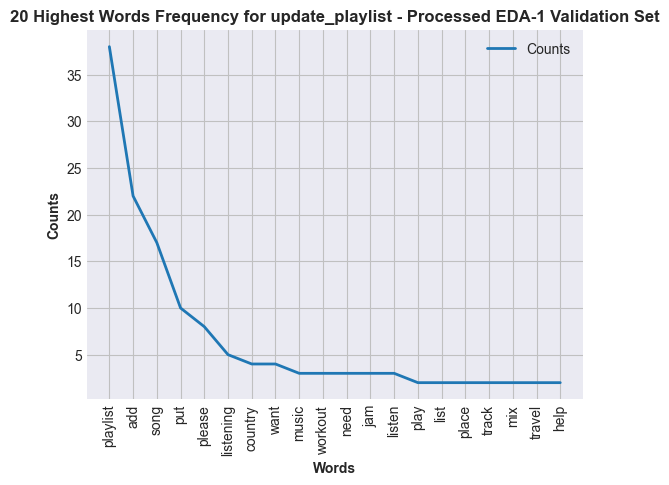 20 Highest Words Frequency for update_playlist - Processed EDA-1 Validation Set
Counts
35
30
25
20
15
10
5
Counts
playlist
add
song
put
please
listening
country
want
music
workout
need
jam
listen
play
list
place
track
mix
travel
help
Words